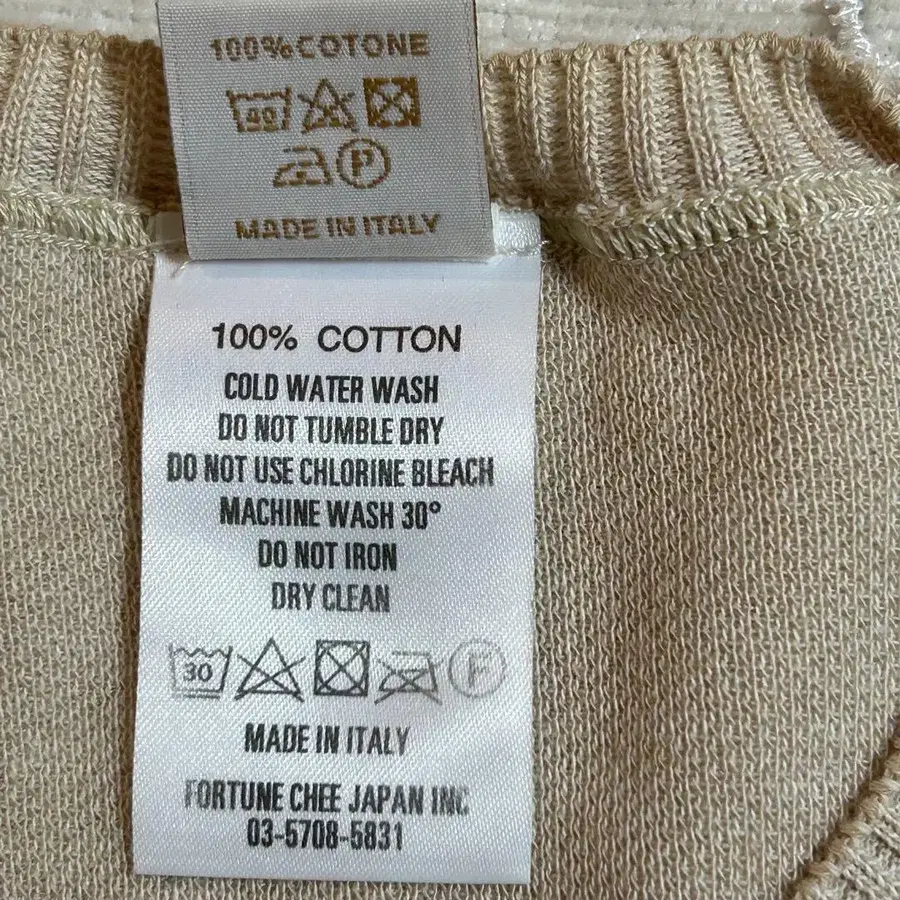 100% COTONE
40
P
MADE IN ITALY
100% COTTON
COLD WATER WASH
DO NOT TUMBLE DRY
DO NOT USE CHLORINE BLEACH
MACHINE WASH 30°
DO NOT IRON
DRY CLEAN
30 F
MADE IN ITALY
FORTUNE CHEE JAPAN INC
03-5708-5831